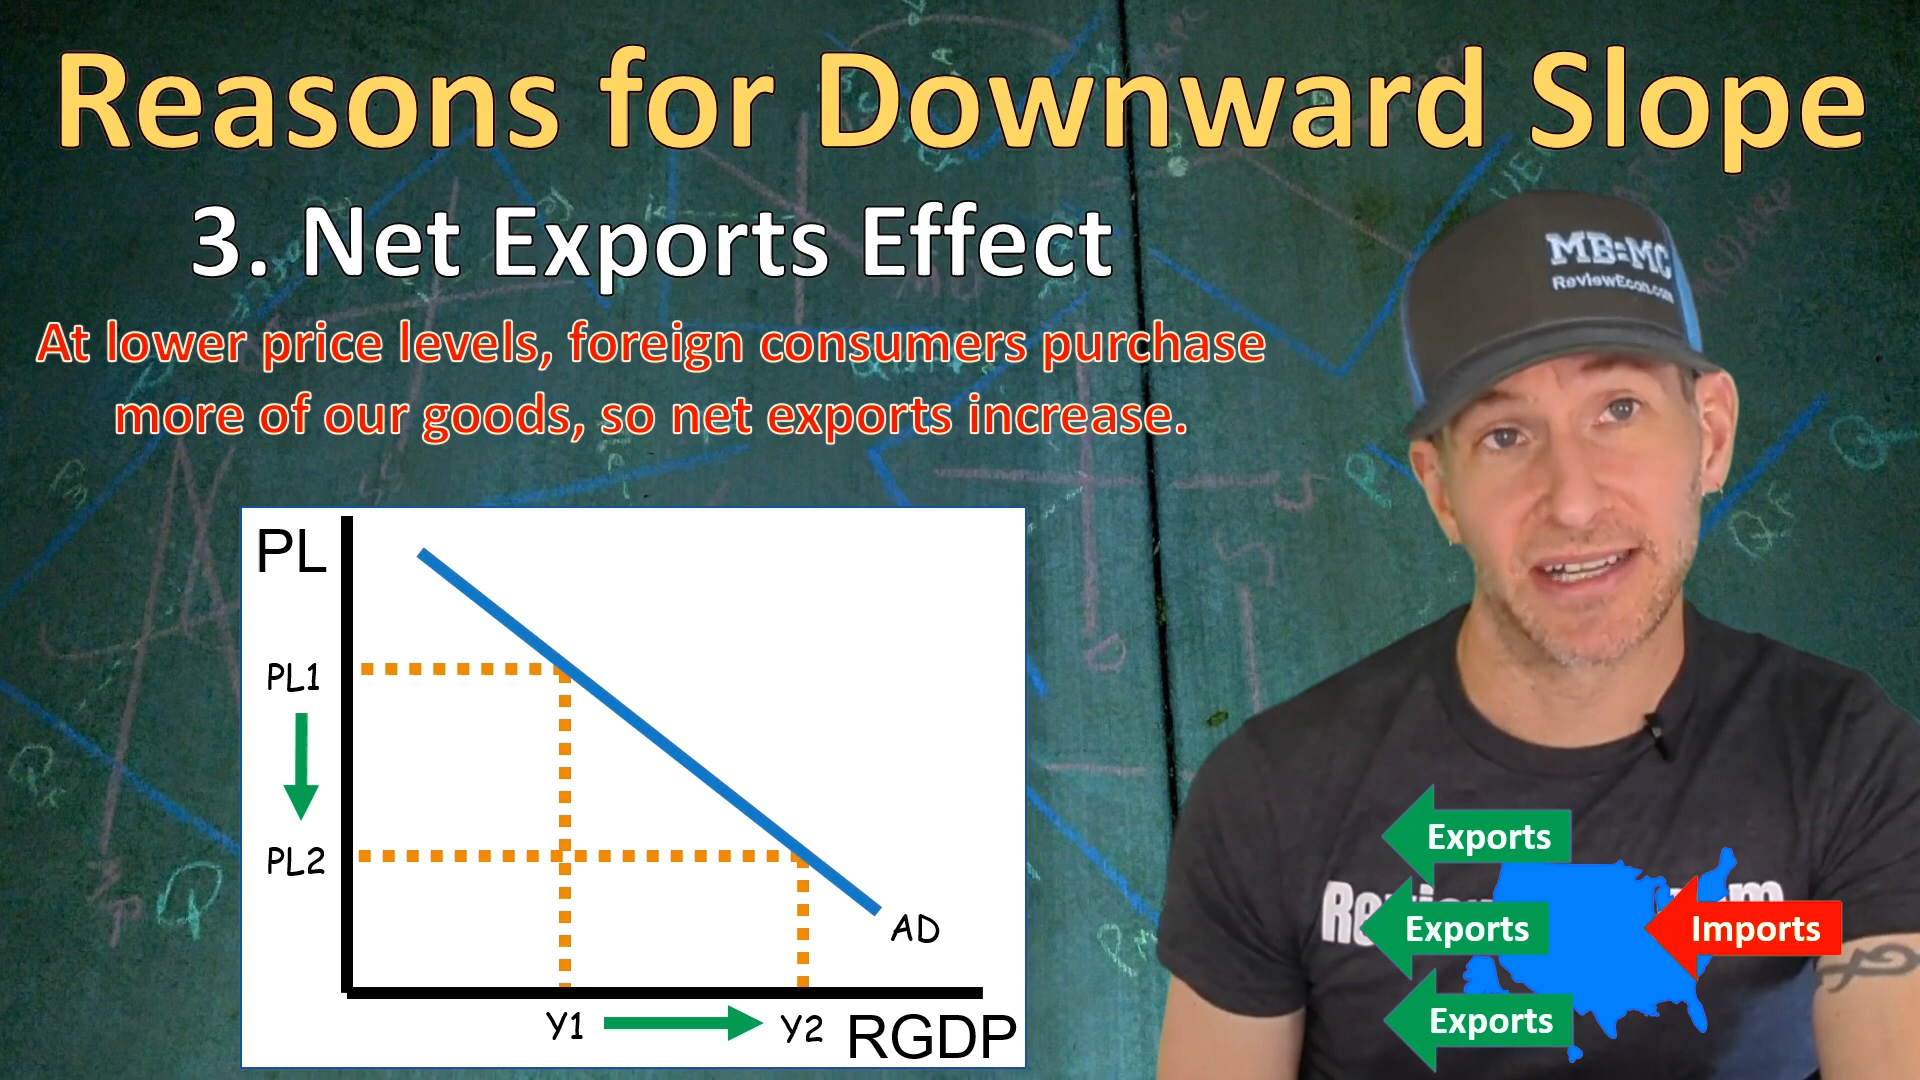 Reasons for Downward Slope
3. Net Exports Effect
At lower price levels, foreign consumers purchase
more of our goods, so net exports increase.
MB=MC
ReviewEcon.com
PL
PL1
PL2
AD
Y1
Y2
RGDP
Exports
Exports
Exports
Imports